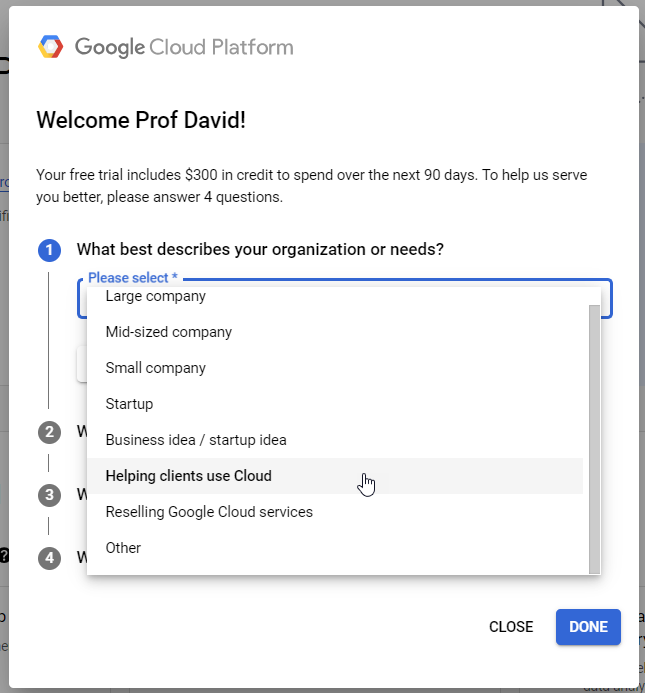 Google Cloud Platform
Welcome Prof David!
Your free trial includes $300 in credit to spend over the next 90 days. To help us serve
you better, please answer 4 questions.
1 What best describes your organization or needs?
Please select *
Large company
Mid-sized company
Small company
Startup
Business idea / startup idea
Helping clients use Cloud
Reselling Google Cloud services
Other
2 W
3 W
4 W
CLOSE DONE